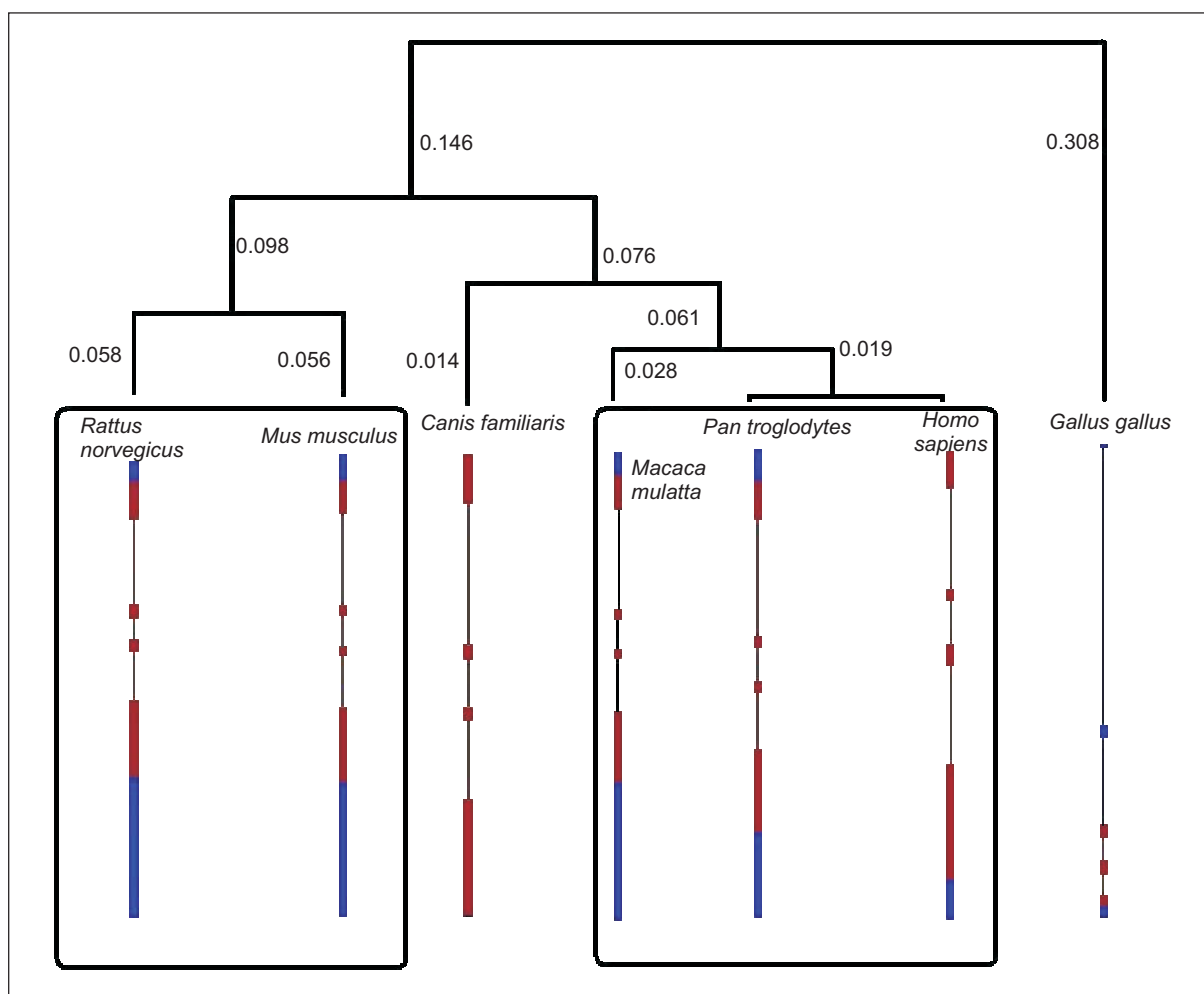 0.146
0.308
0.098
0.076
0.061
0.058
0.056
0.014
0.028
0.019
Rattus
norvegicus
Mus musculus
Canis familiaris
Macaca
mulatta
Pan troglodytes
Homo
sapiens
Gallus gallus